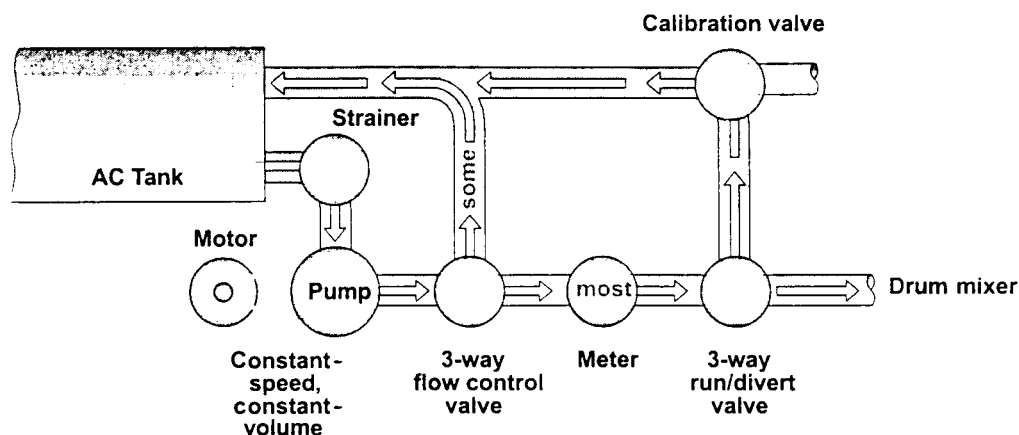 Calibration valve
Strainer
AC Tank
some
Motor
Pump
most
Drum mixer
Constant-
speed,
constant-
volume
3-way
flow control
valve
Meter
3-way
run/divert
valve